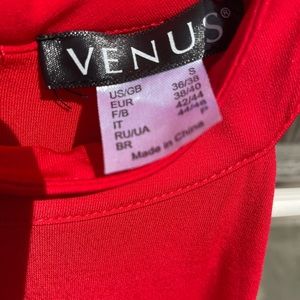 VENUS®
S
US/GB 36/38
EUR 38/40
F/B 42/44
IT 44/46
RU/UA P
BR
Made in China